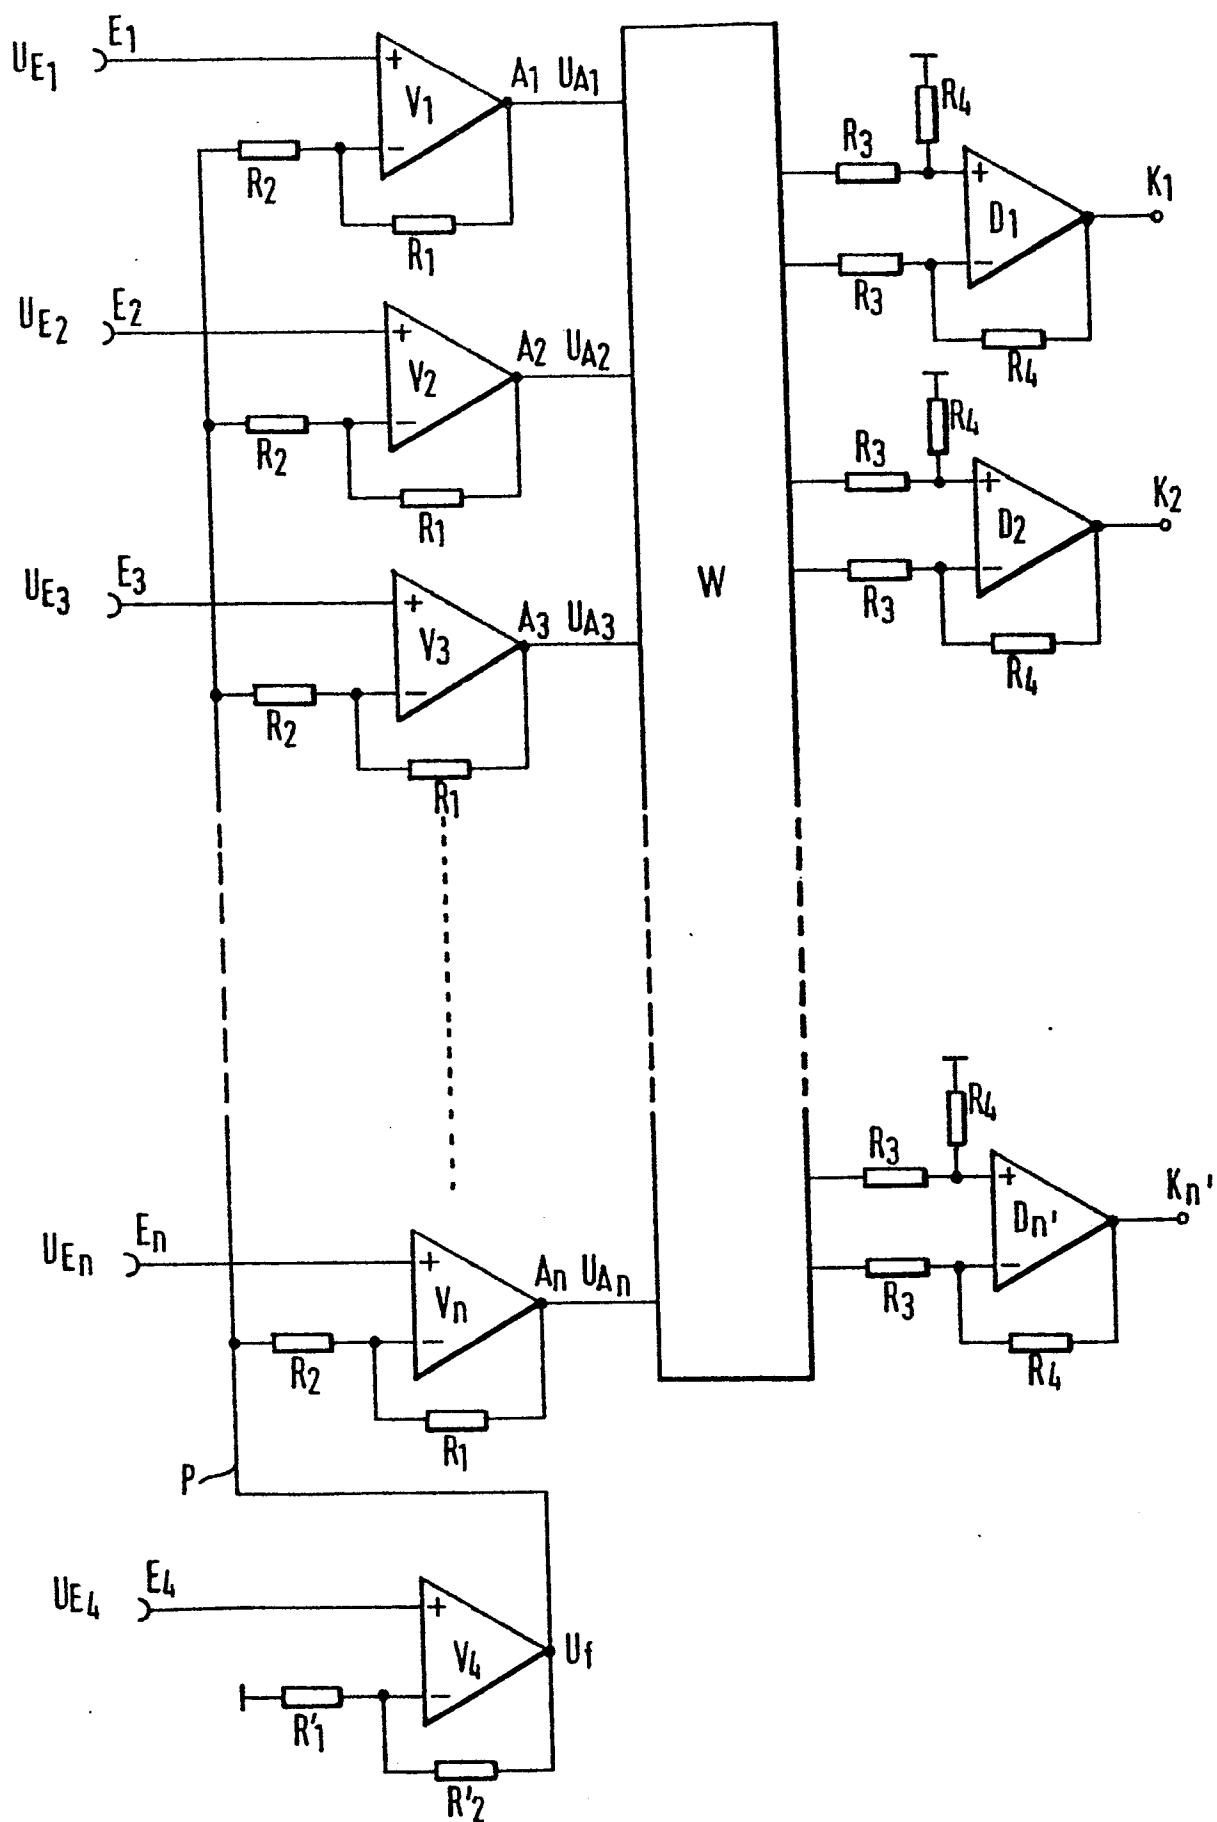 UE1 E1
V1
A1 UA1
R2
R1
R4
R3
D1
K1
R3
R4
UE2 E2
V2
A2 UA2
R2
R1
R4
R3
D2
K2
R3
R4
UE3 E3
V3
A3 UA3
R2
R1
W
R4
R3
Dn'
Kn'
R3
R4
UEn En
Vn
An UAn
R2
R1
P
UE4 E4
V4
Uf
R'1
R'2